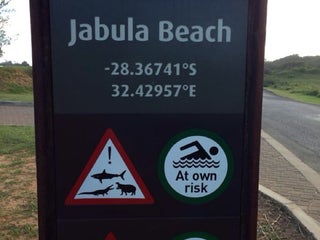 Jabula Beach
-28.36741°S
32.42957°E
!
At own
risk